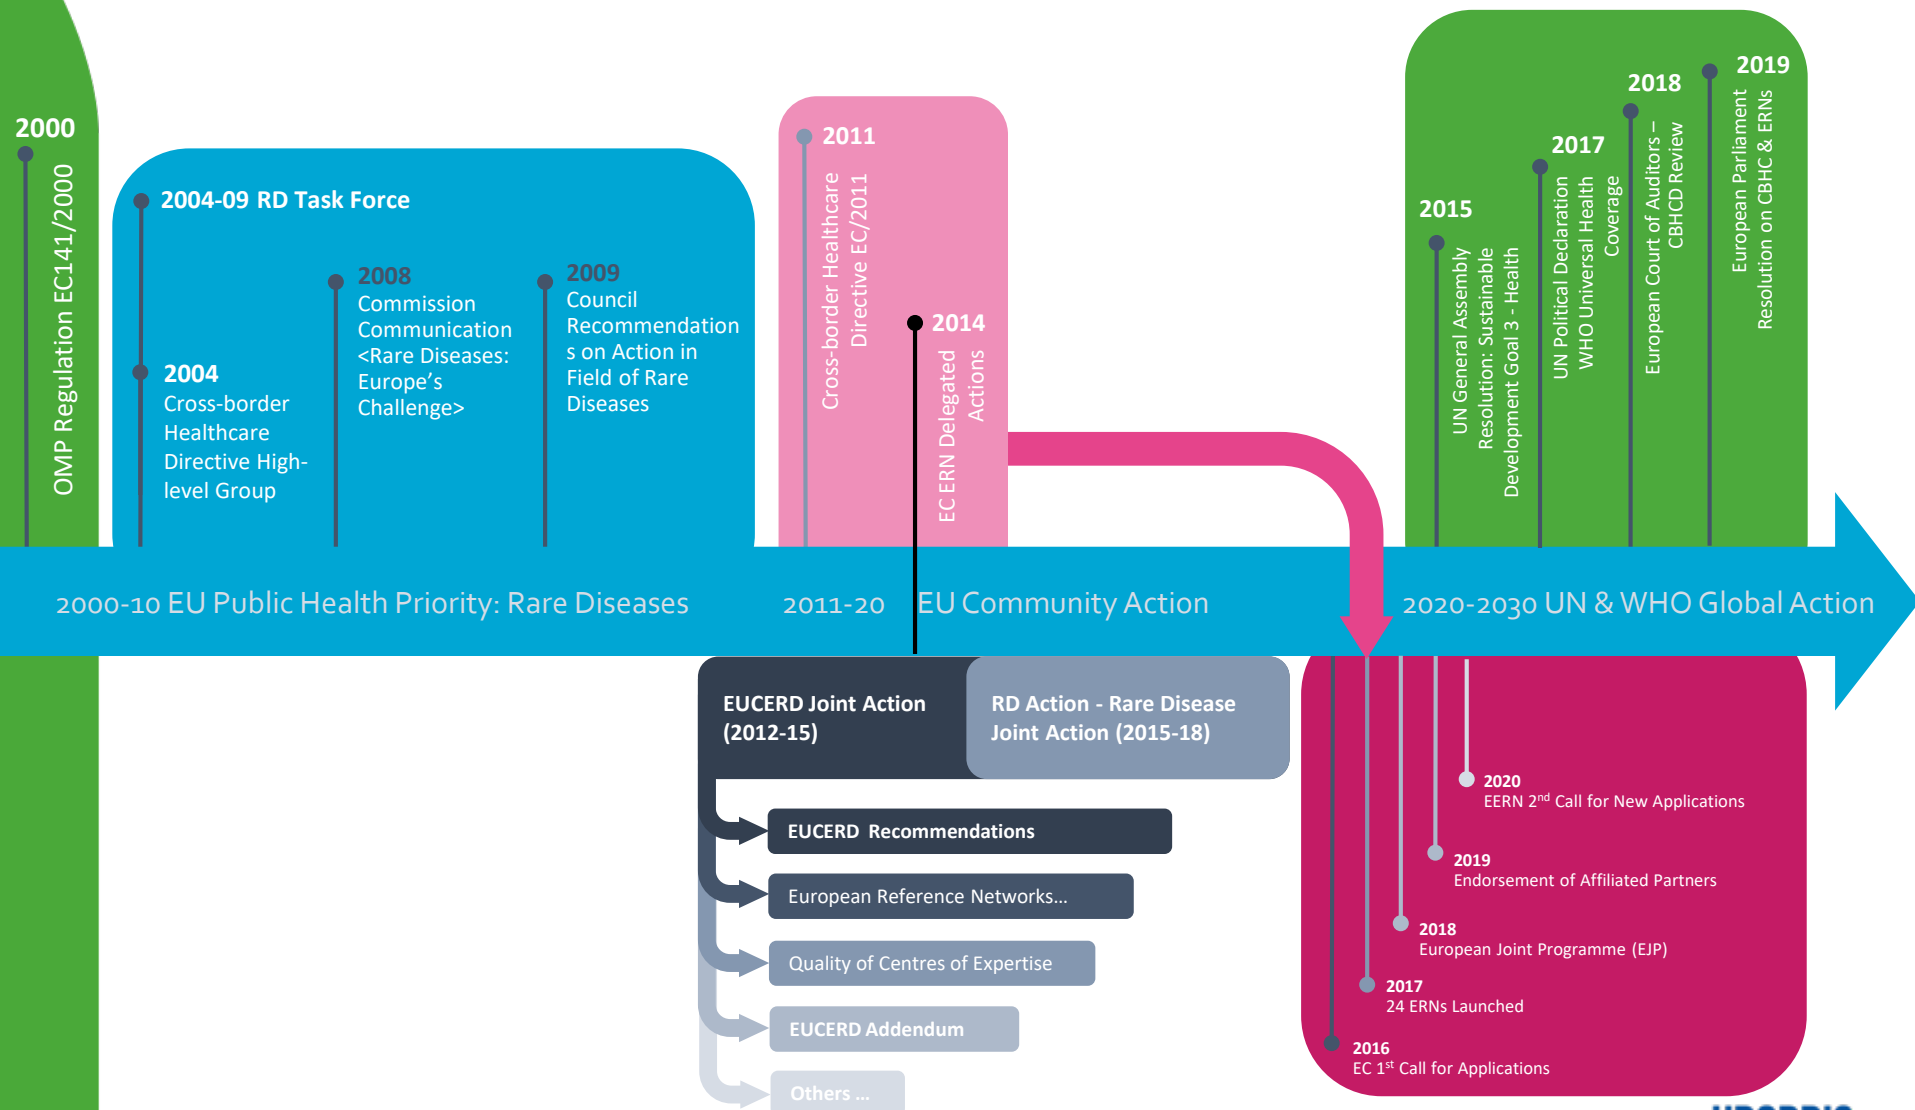 2000
OMP Regulation EC141/2000
2004-09 RD Task Force
2004
Cross-border
Healthcare
Directive High-
level Group
2008
Commission
Communication
<Rare Diseases:
Europe’s
Challenge>
2009
Council
Recommendation
s on Action in
Field of Rare
Diseases
2011
Cross-border Healthcare
Directive EC/2011
2014
EC ERN Delegated
Actions
2015
UN General Assembly
Resolution: Sustainable
Development Goal 3 - Health
2017
UN Political Declaration
WHO Universal Health
Coverage
2018
European Court of Auditors –
CBHCD Review
2019
European Parliament
Resolution on CBHC & ERNs
2000-10 EU Public Health Priority: Rare Diseases
2011-20 EU Community Action
2020-2030 UN & WHO Global Action
EUCERD Joint Action
(2012-15)
RD Action - Rare Disease
Joint Action (2015-18)
EUCERD Recommendations
European Reference Networks…
Quality of Centres of Expertise
EUCERD Addendum
Others …
2020
EERN 2nd Call for New Applications
2019
Endorsement of Affiliated Partners
2018
European Joint Programme (EJP)
2017
24 ERNs Launched
2016
EC 1st Call for Applications